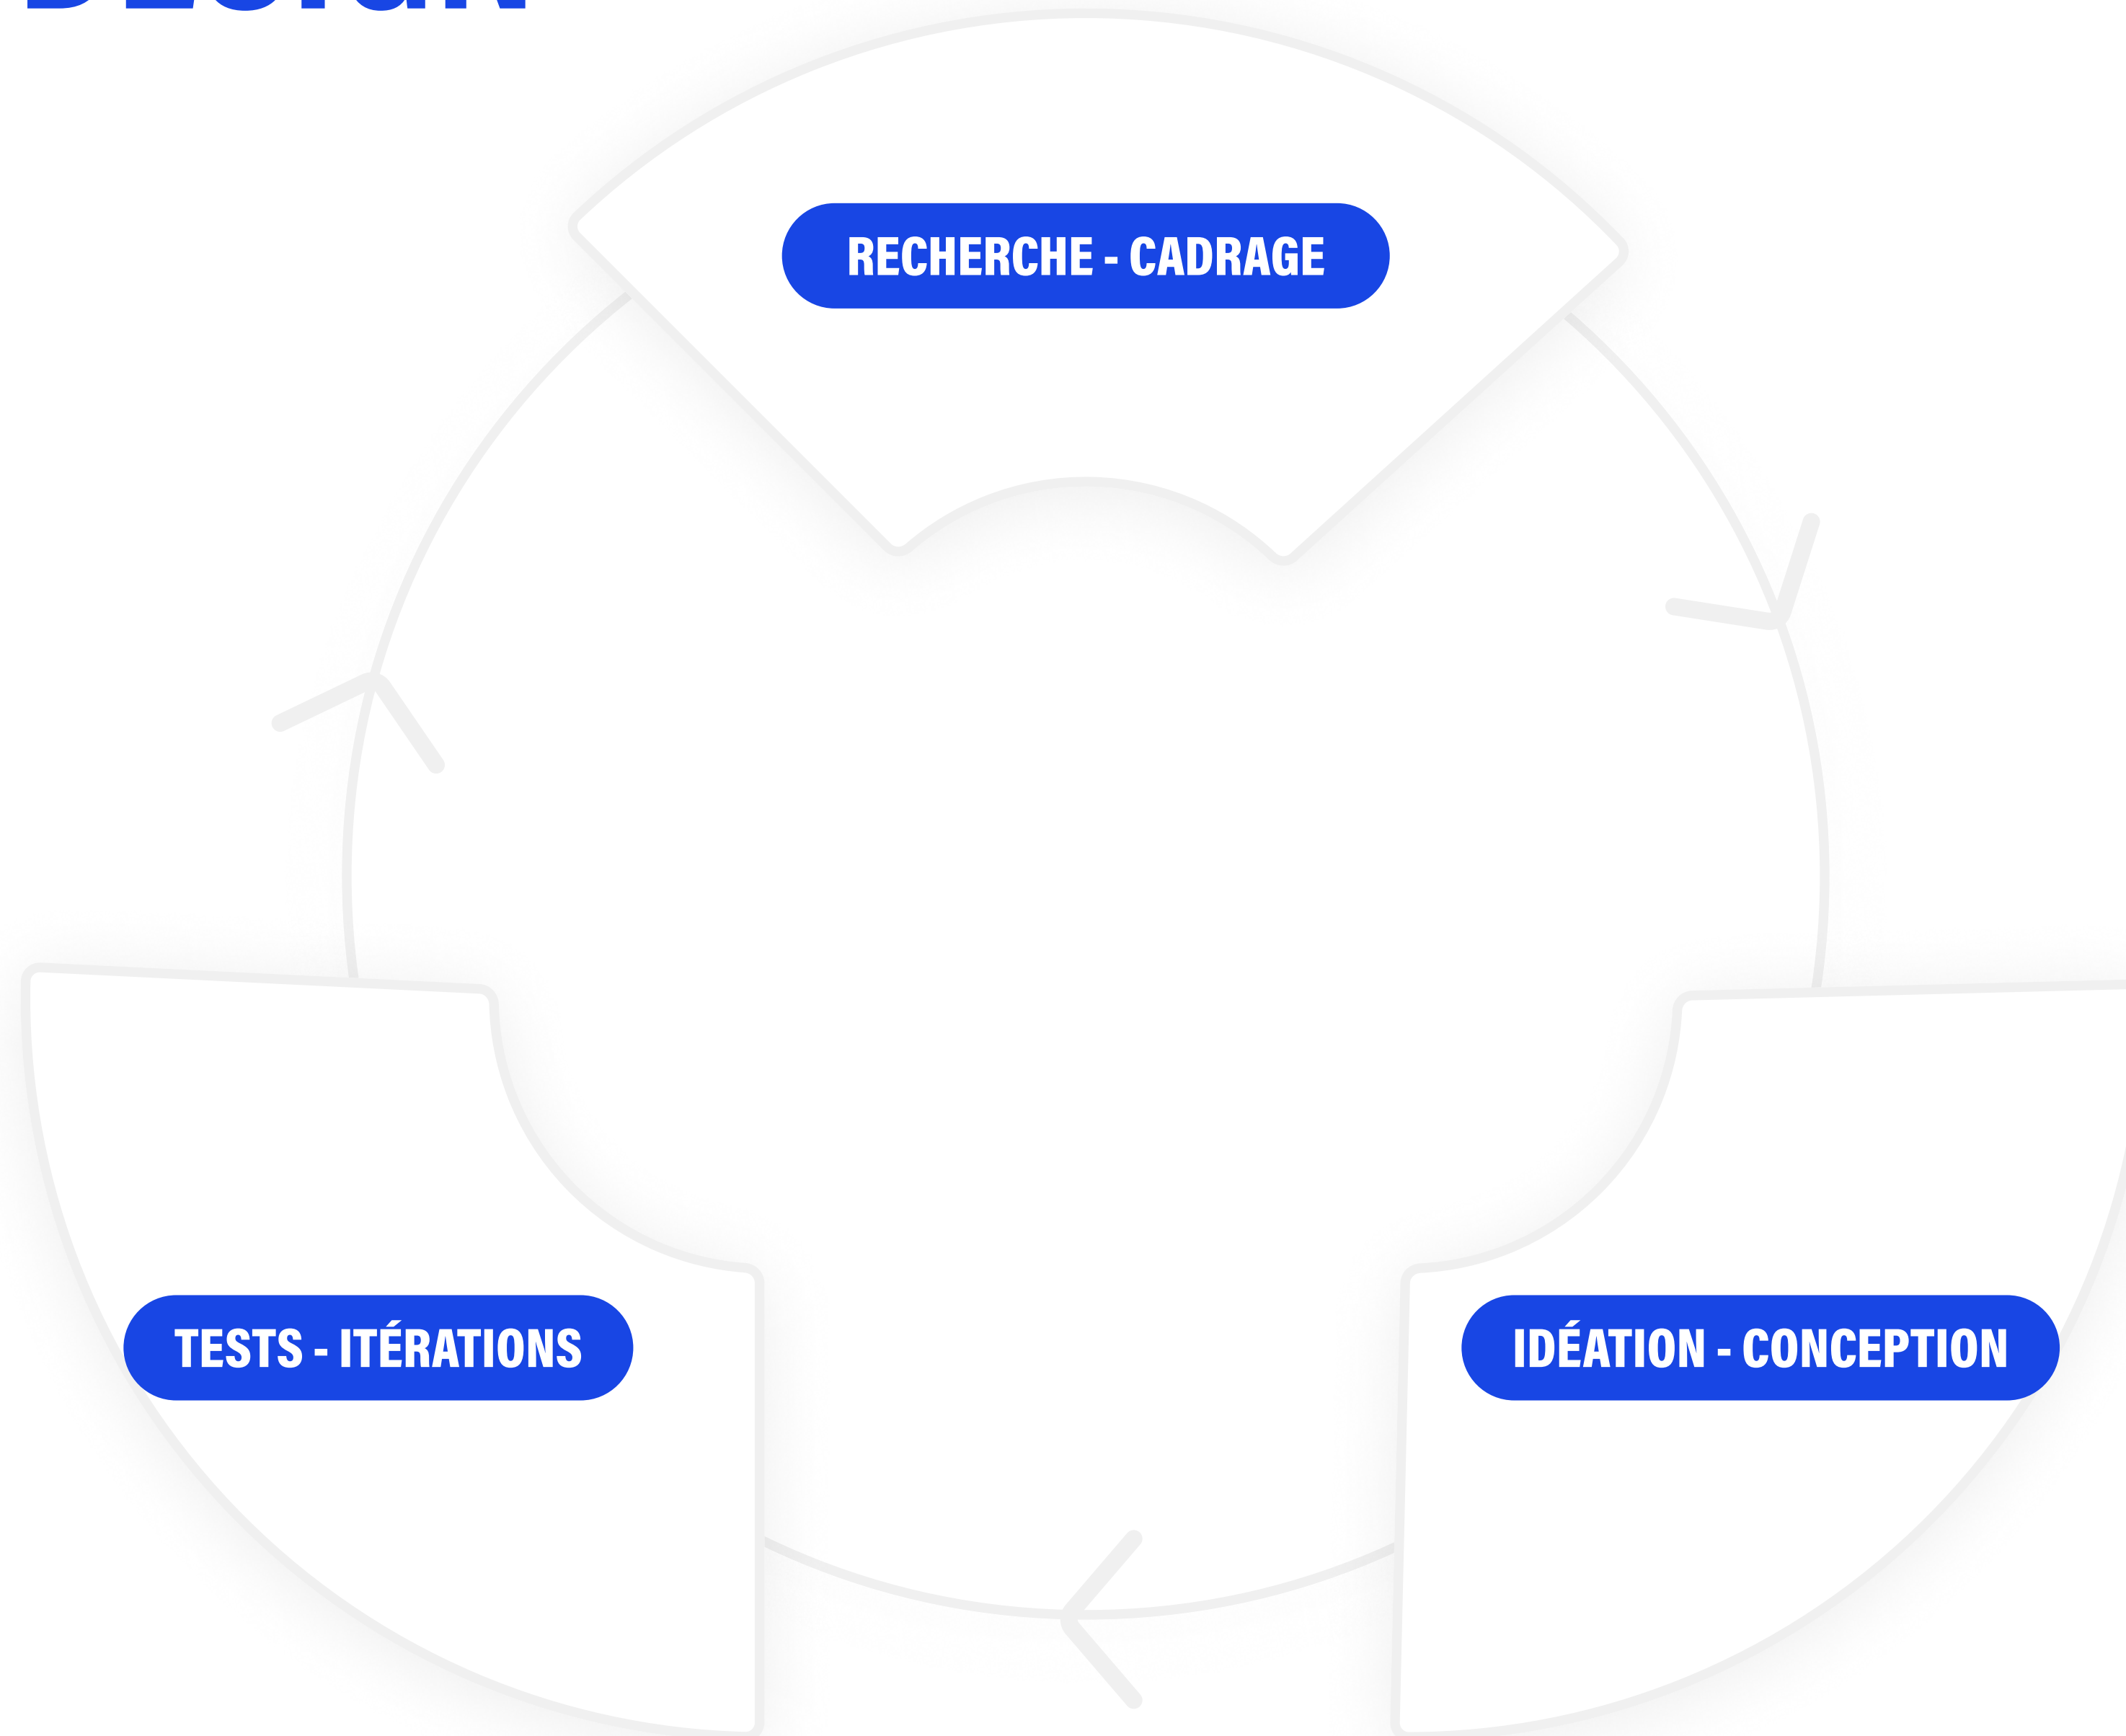 RECHERCHE - CADRAGE
TESTS - ITÉRATIONS
IDÉATION - CONCEPTION